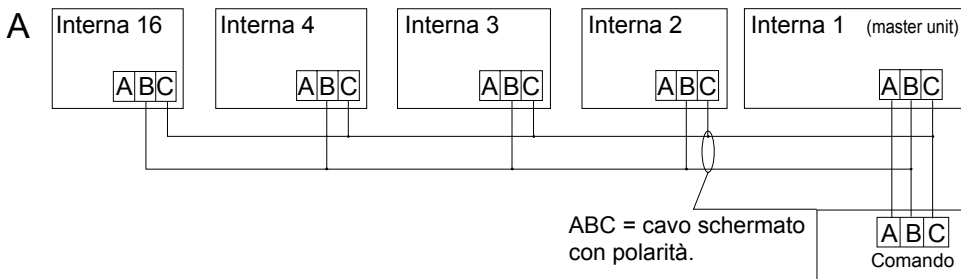 A
Interna 16
Interna 4
Interna 3
Interna 2
Interna 1 (master unit)
A B C
A B C
A B C
A B C
A B C
ABC = cavo schermato
con polarità.
A B C
Comando